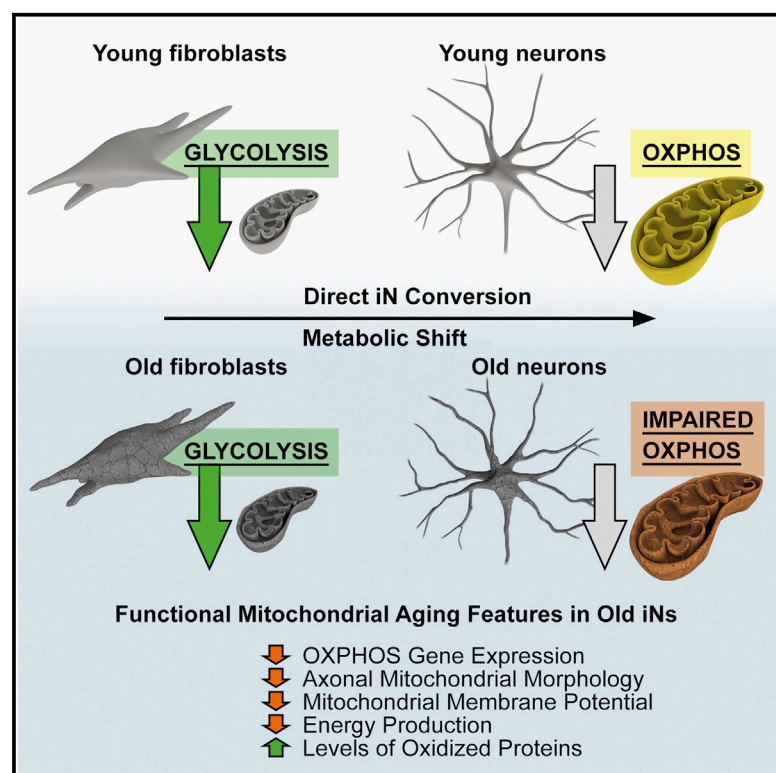 Young fibroblasts
Young neurons
GLYCOLYSIS
OXPHOS
Direct iN Conversion
Metabolic Shift
Old fibroblasts
Old neurons
GLYCOLYSIS
IMPAIRED
OXPHOS
Functional Mitochondrial Aging Features in Old iNs
OXPHOS Gene Expression
Axonal Mitochondrial Morphology
Mitochondrial Membrane Potential
Energy Production
Levels of Oxidized Proteins